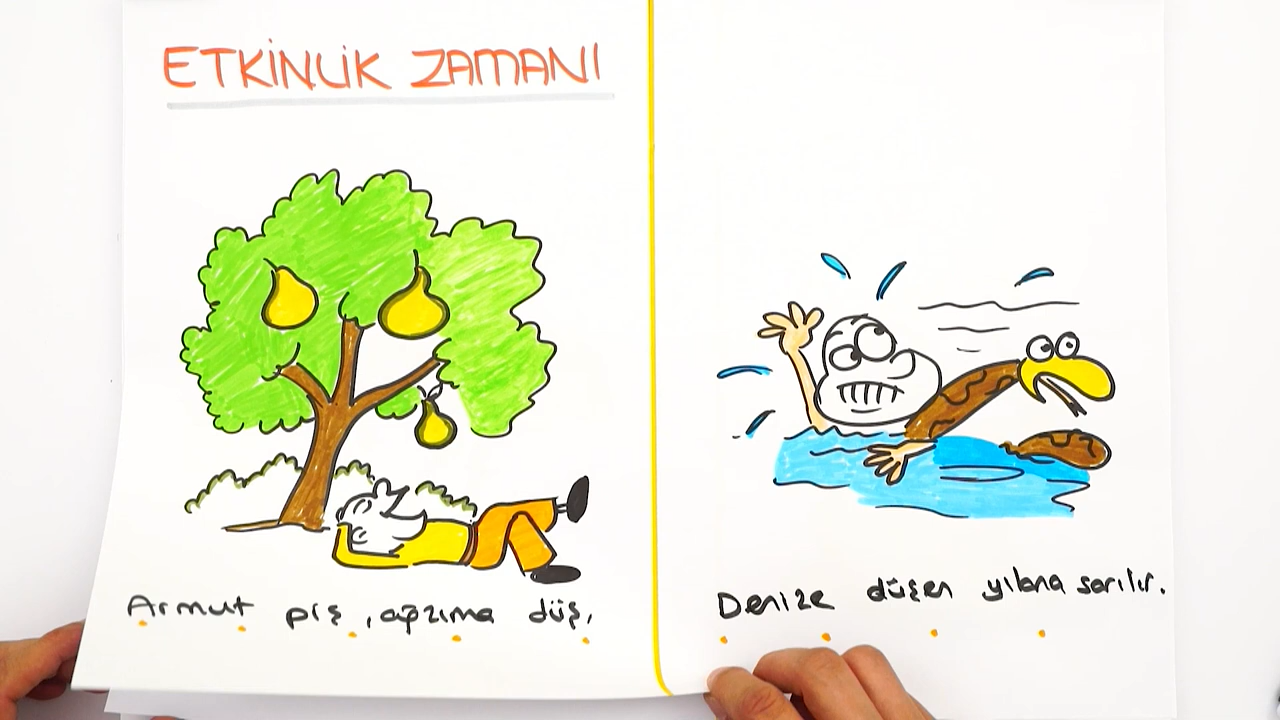 ETKİNLİK ZAMANI
Armut piş, ağzıma düş.
Denize düşen yılana sarılır.